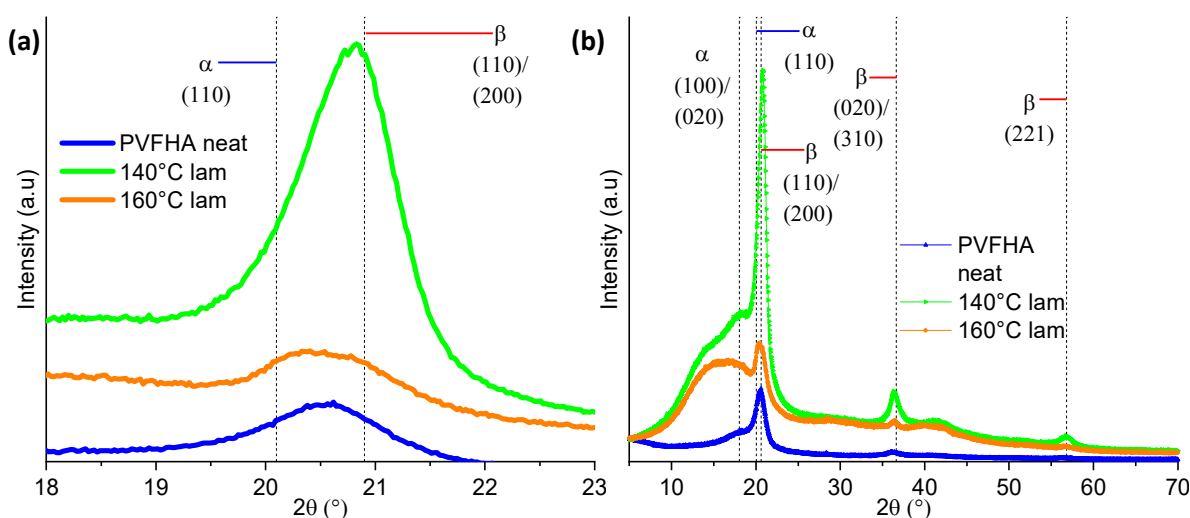 (a)
α
(110)
β
(110)/
200)
PVFHA neat
140°C lam
160°C lam
Intensity (a.u)
18 19 20 21 22 23
2θ (°)
(b)
α
(100)/
(020)
α
(110)
β
(110)/
(200)
β
(020)/
310)
β
(221)
PVFHA
neat
140°C lam
160°C lam
Intensity (a.u)
10 20 30 40 50 60 70
2θ (°)